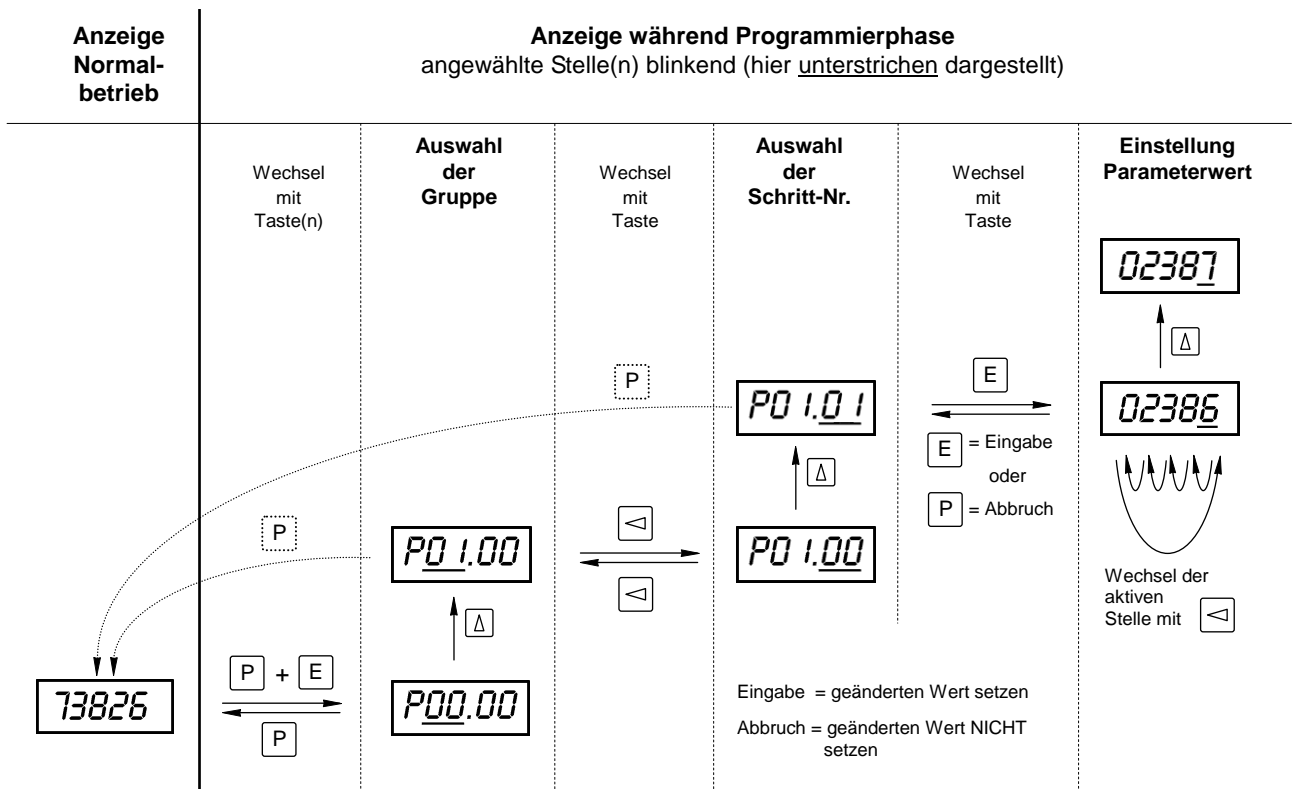 Anzeige
Normal-
betrieb
Anzeige während Programmierphase
angewählte Stelle(n) blinkend (hier unterstrichen dargestellt)
Wechsel
mit
Taste(n)
Auswahl
der
Gruppe
Wechsel
mit
Taste
Auswahl
der
Schritt-Nr.
Wechsel
mit
Taste
Einstellung
Parameterwert
02387
Δ
P
P01.01
E
02386
E = Eingabe
oder
P = Abbruch
Δ
P
P01.00
P01.00
Wechsel der
aktiven
Stelle mit
Δ
73826
P + E
P
P00.00
Eingabe = geänderten Wert setzen
Abbruch = geänderten Wert NICHT
setzen